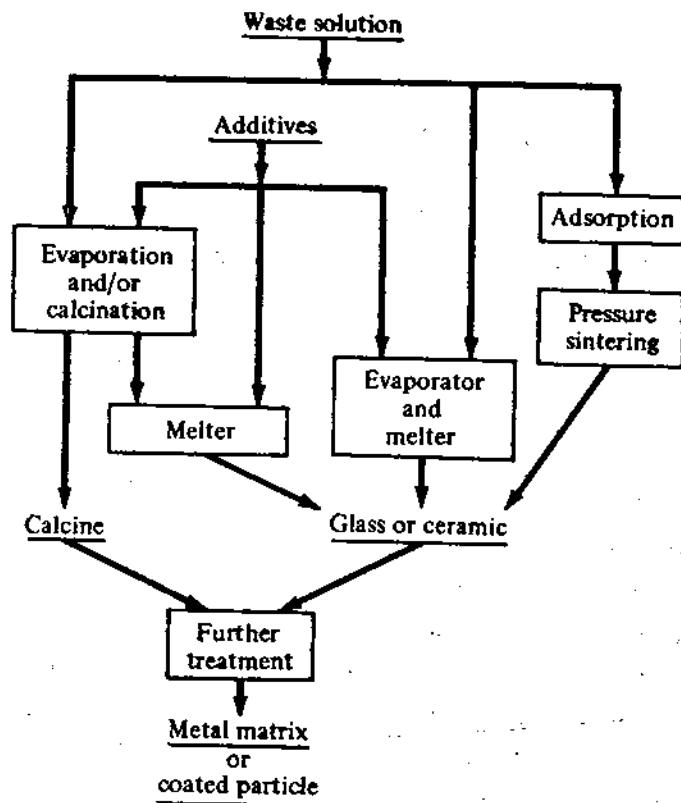 Waste solution
Additives
Adsorption
Evaporation
and/or
calcination
Pressure
sintering
Evaporator
and
melter
Melter
Calcine
Glass or ceramic
Further
treatment
Metal matrix
or
coated particle